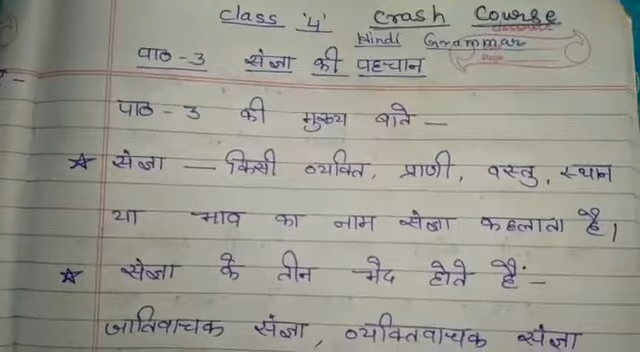 Class '4' Crash Course
Hindi Grammar
पाठ-3 संज्ञा की पहचान
पाठ-3 की मुख्य बाते —
★ संज्ञा — किसी व्यक्ति, प्राणी, वस्तु, स्थान
या भाव का नाम संज्ञा कहलाता है।
★ संज्ञा के तीन भेद होते हैं:-
जातिवाचक संज्ञा, व्यक्तिवाचक संज्ञा